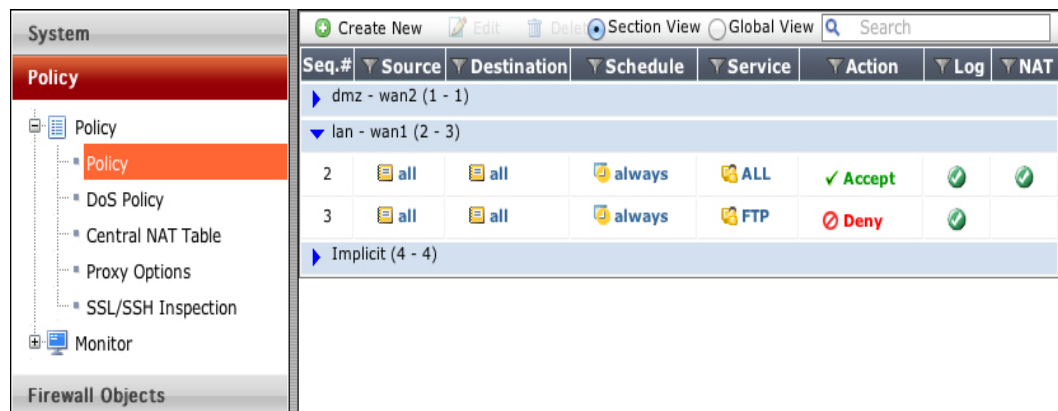 System
Policy
Policy
Policy
DoS Policy
Central NAT Table
Proxy Options
SSL/SSH Inspection
Monitor
Firewall Objects
Create New Edit Delet Section View Global View Search
Seq.# Source Destination Schedule Service Action Log NAT
dmz - wan2 (1 - 1)
lan - wan1 (2 - 3)
2 all all always ALL Accept
3 all all always FTP Deny
Implicit (4 - 4)